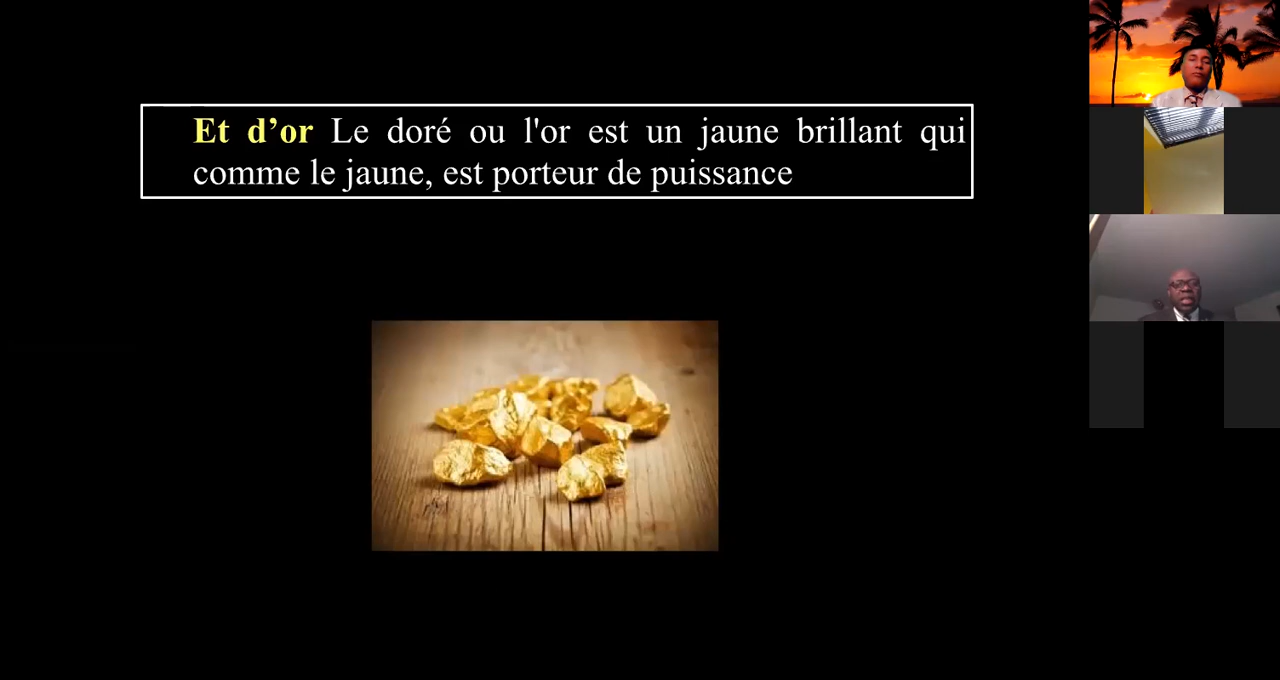 Et d’or Le doré ou l'or est un jaune brillant qui
comme le jaune, est porteur de puissance